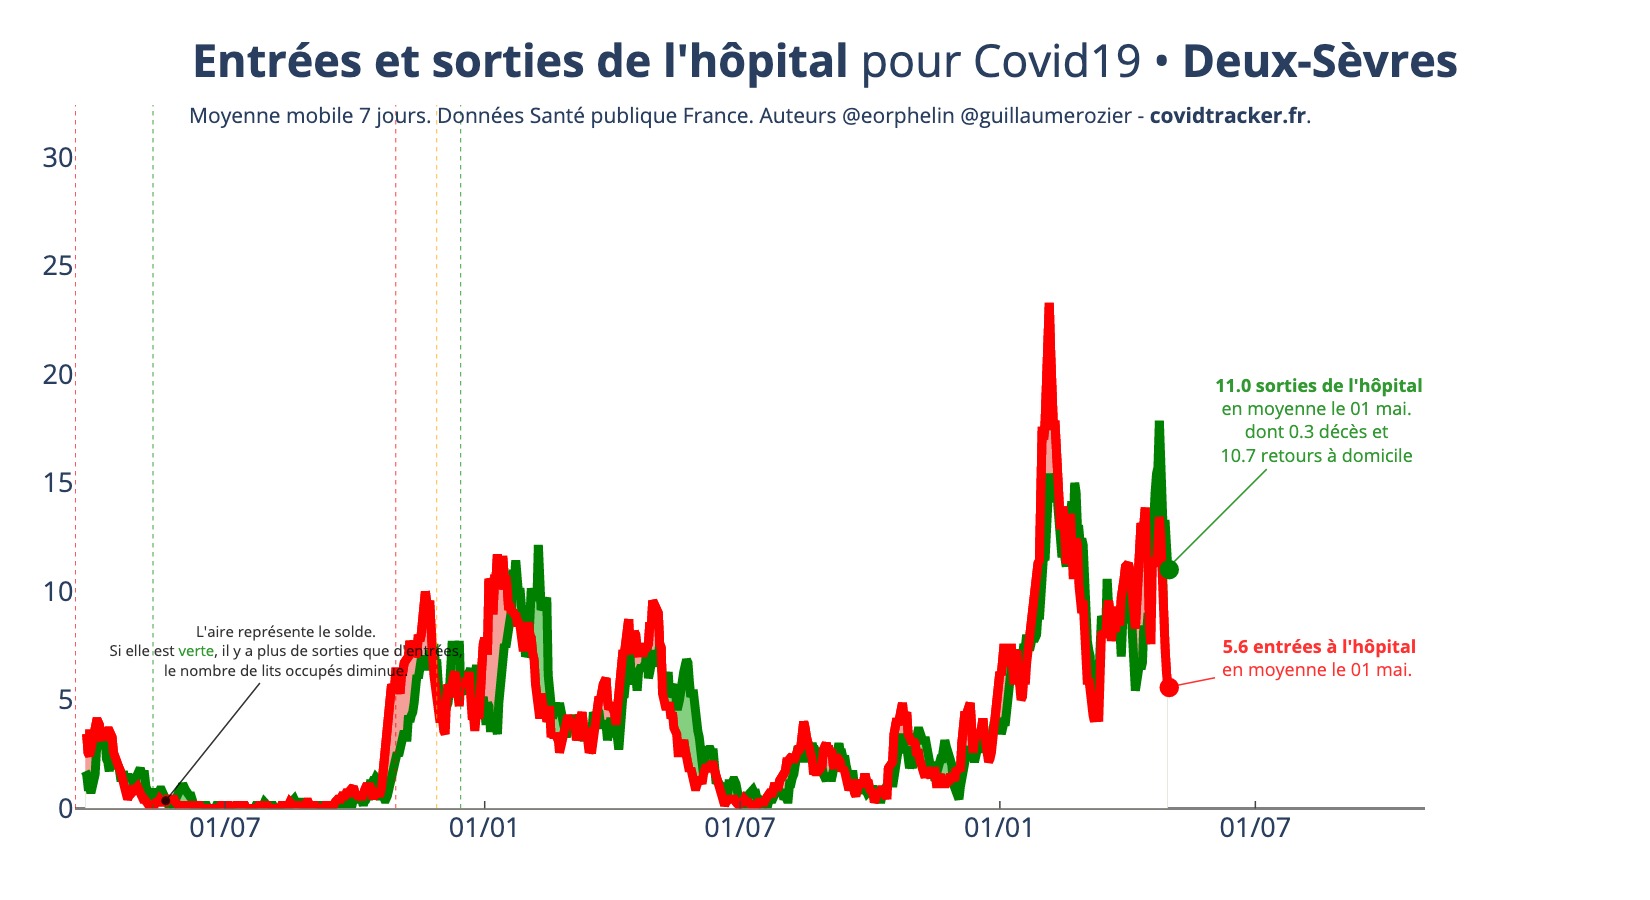 Entrées et sorties de l'hôpital pour Covid19 • Deux-Sèvres
Moyenne mobile 7 jours. Données Santé publique France. Auteurs @eorphelin @guillaumerozier - covidtracker.fr.
30
25
20
15
10
5
0
11.0 sorties de l'hôpital
en moyenne le 01 mai.
dont 0.3 décès et
10.7 retours à domicile
L'aire représente le solde.
Si elle est verte, il y a plus de sorties que d'entrées,
le nombre de lits occupés diminue.
5.6 entrées à l'hôpital
en moyenne le 01 mai.
01/07
01/01
01/07
01/01
01/07